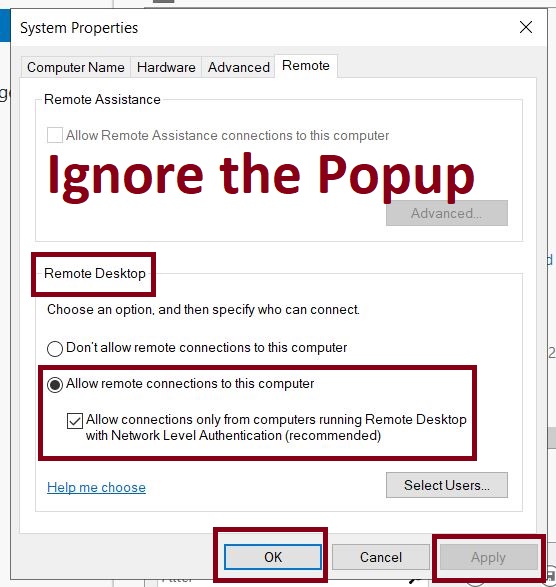 System Properties
Computer Name Hardware Advanced Remote
Remote Assistance
Allow Remote Assistance connections to this computer
Ignore the Popup
Advanced...
Remote Desktop
Choose an option, and then specify who can connect.
Don't allow remote connections to this computer
Allow remote connections to this computer
Allow connections only from computers running Remote Desktop
with Network Level Authentication (recommended)
Help me choose
Select Users...
OK Cancel Apply